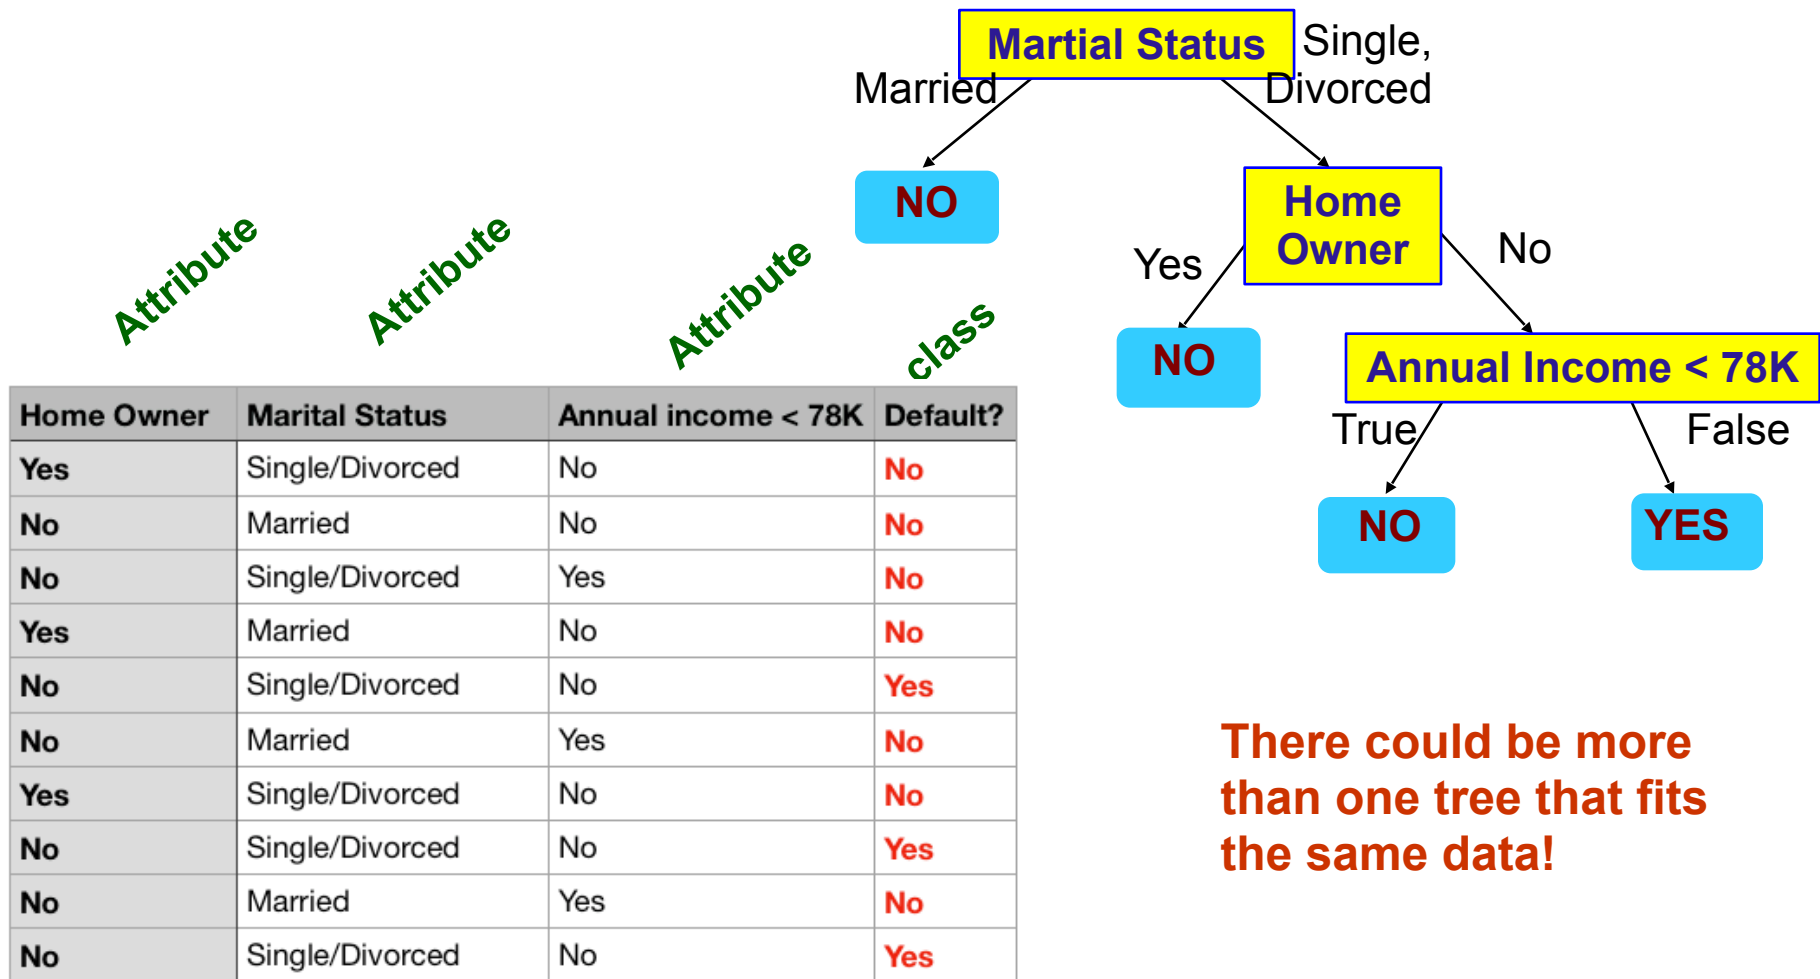 Martial Status
Single,
Divorced
Married
NO
Home
Owner
Yes
No
NO
Annual Income < 78K
True
False
NO
YES
Attribute
Attribute
Attribute
class
Home Owner Marital Status Annual income < 78K Default?
Yes Single/Divorced No No
No Married No No
No Single/Divorced Yes No
Yes Married No No
No Single/Divorced No Yes
No Married Yes No
Yes Single/Divorced No No
No Single/Divorced No Yes
No Married Yes No
No Single/Divorced No Yes
There could be more
than one tree that fits
the same data!